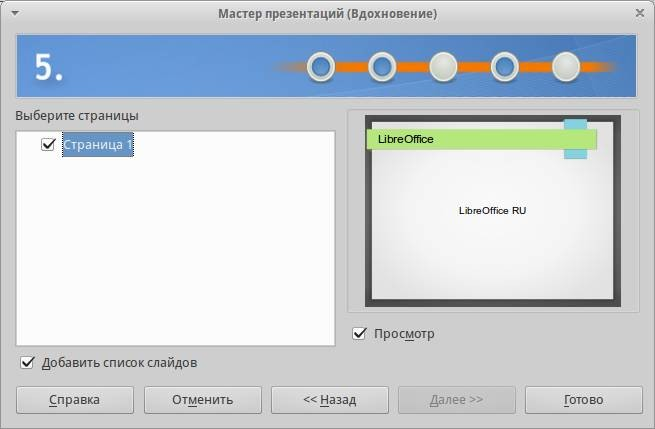 Мастер презентаций (Вдохновение)
5.
Выберите страницы
Страница 1
LibreOffice
LibreOffice RU
Просмотр
Добавить список слайдов
Справка
Отменить
<< Назад
Далее >>
Готово